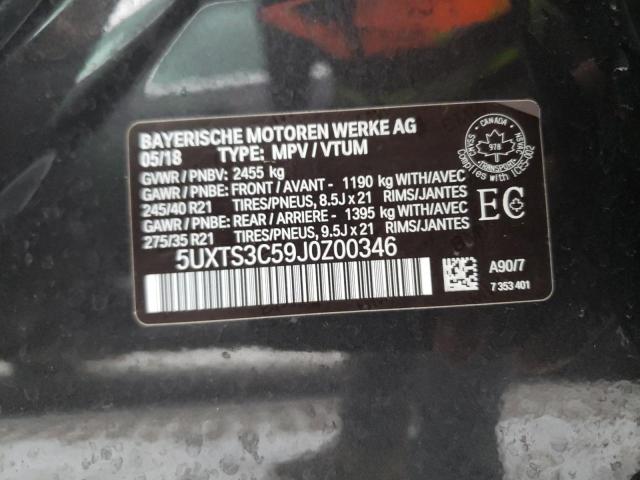 BAYERISCHE MOTOREN WERKE AG
05/18 TYPE: MPV / VTUM
GVWR / PNBV: 2455 kg
GAWR / PNBE: FRONT / AVANT - 1190 kg WITH/AVEC
245/40 R21 TIRES/PNEUS, 8.5J x 21 RIMS/JANTES
GAWR / PNBE: REAR / ARRIERE - 1395 kg WITH/AVEC
275/35 R21 TIRES/PNEUS, 9.5J x 21 RIMS/JANTES
5UXTS3C59J0Z00346
CANADA
978
TRANSPORT
EC
A90/7
7 353 401